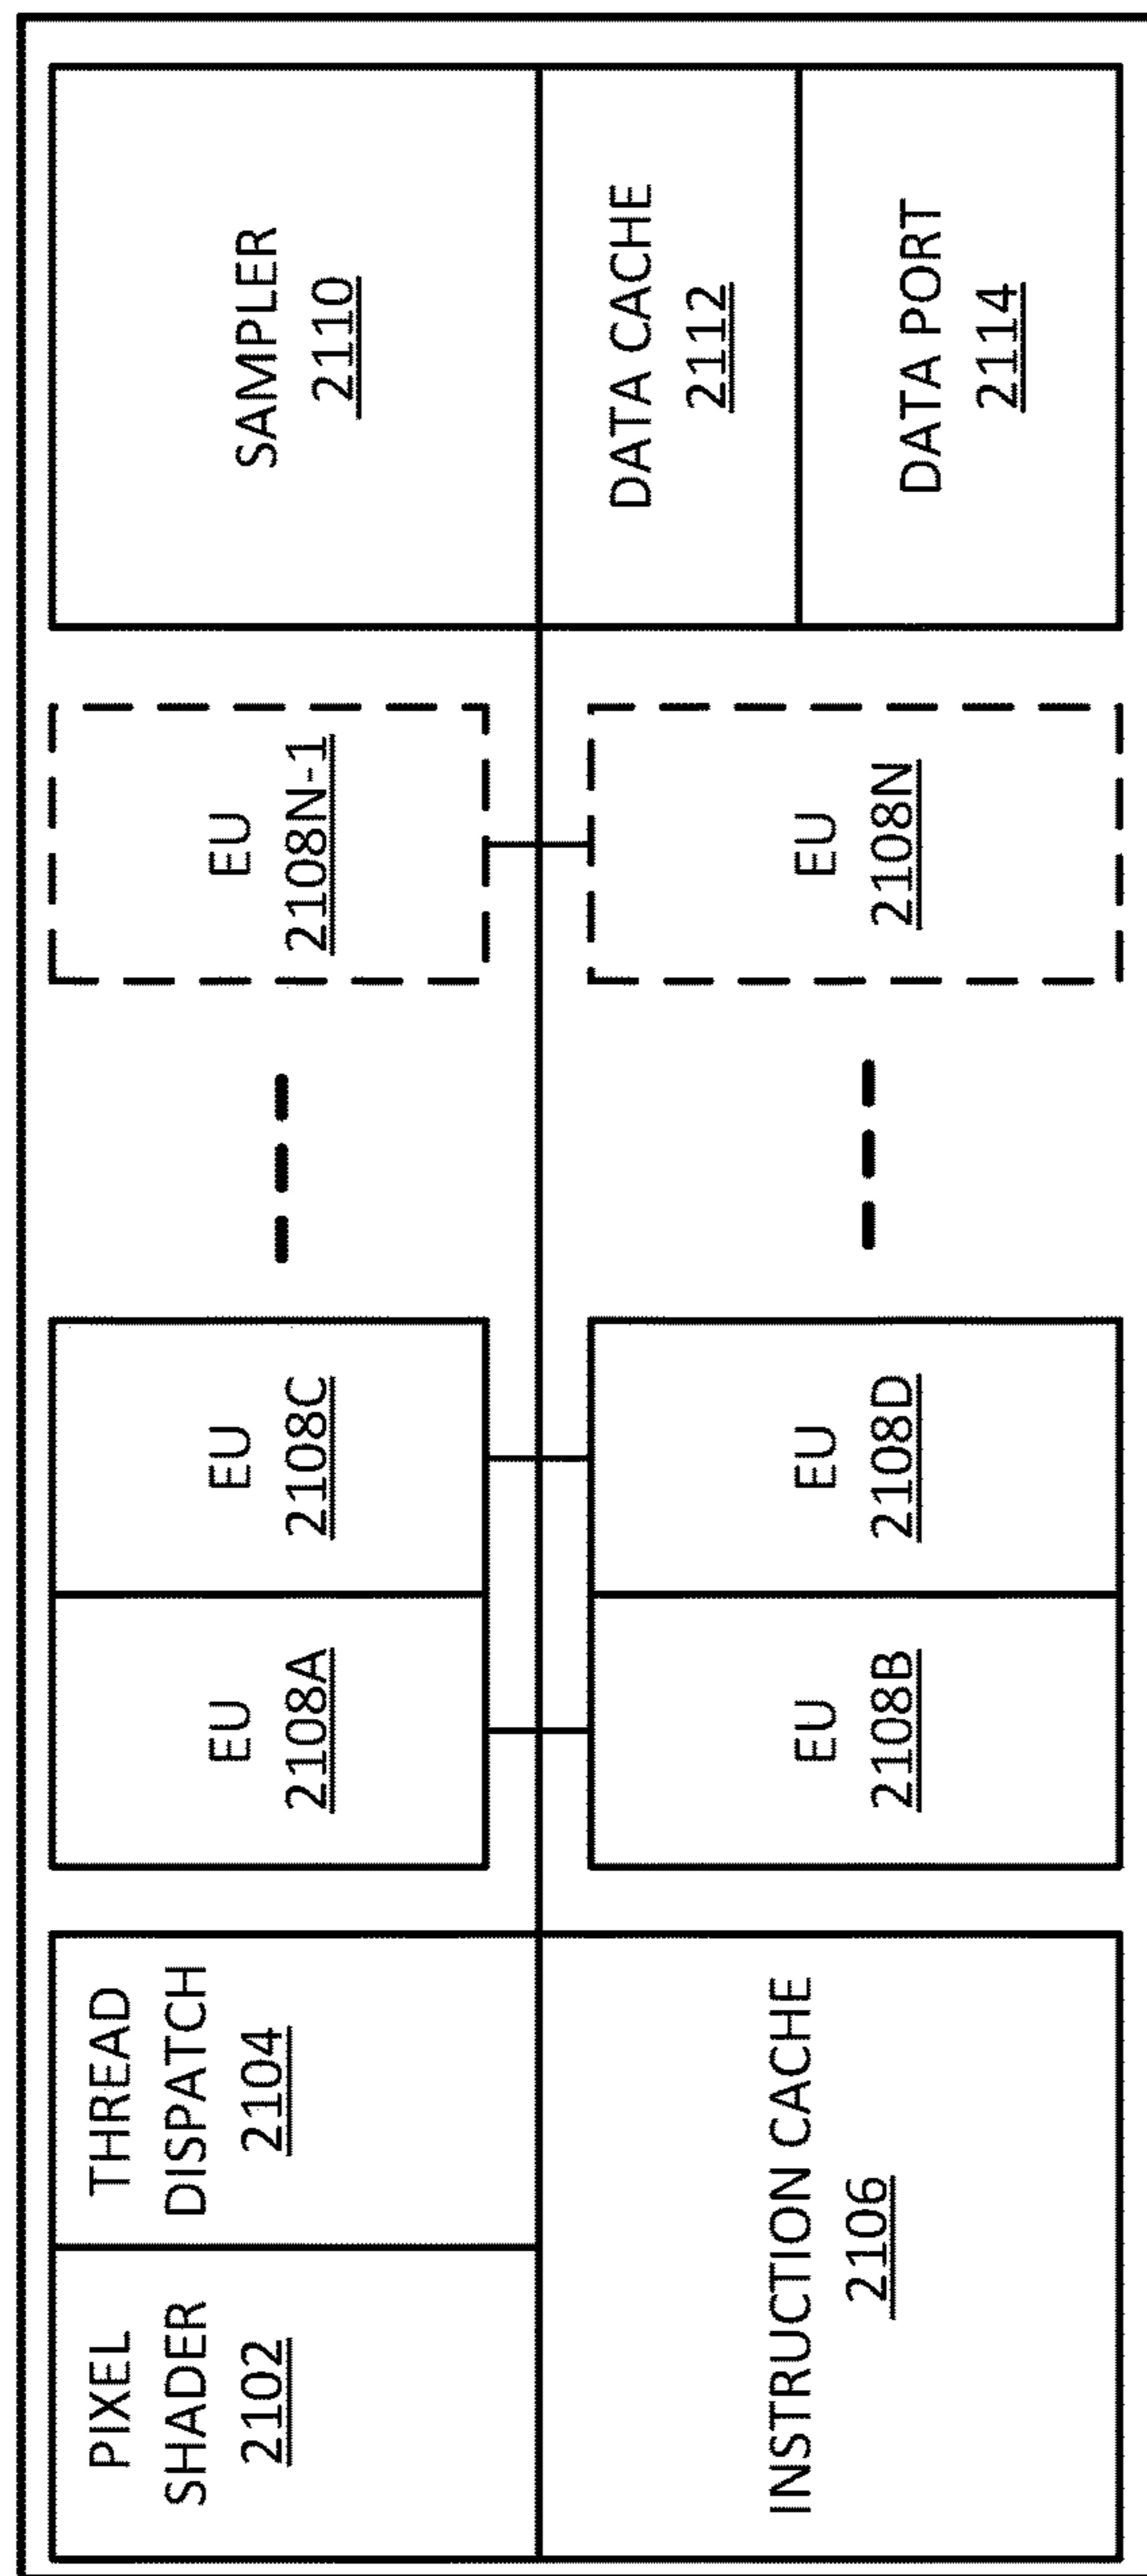 PIXEL
SHADER
2102
THREAD
DISPATCH
2104
INSTRUCTION CACHE
2106
EU
2108A
EU
2108C
EU
2108B
EU
2108D
EU
2108N-1
EU
2108N
SAMPLER
2110
DATA CACHE
2112
DATA PORT
2114